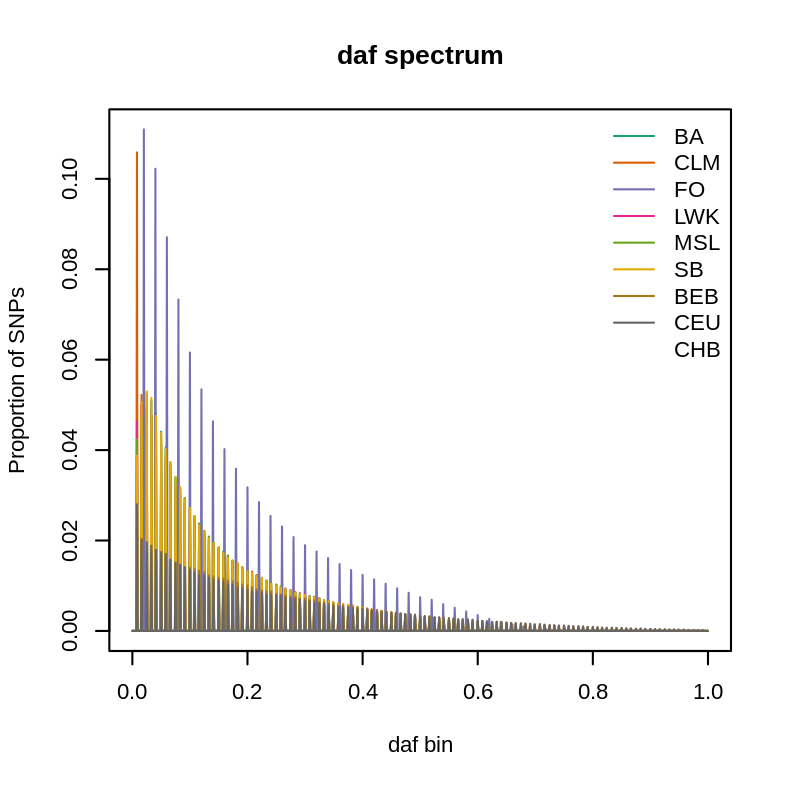 daf spectrum
BA
CLM
FO
LWK
MSL
SB
BEB
CEU
CHB
Proportion of SNPs
0.10
0.08
0.06
0.04
0.02
0.00
0.0 0.2 0.4 0.6 0.8 1.0
daf bin